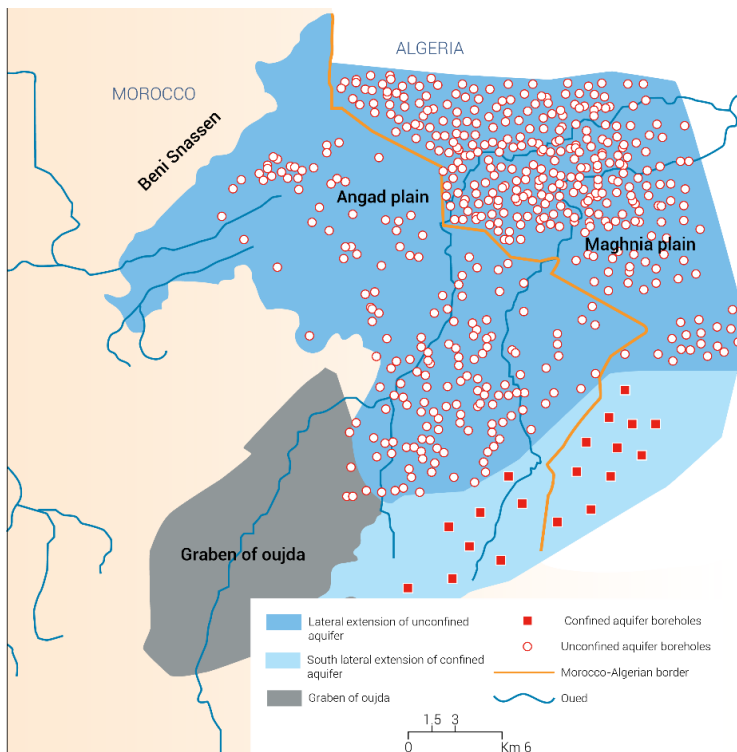 ALGERIA
MOROCCO
Beni Snassen
Angad plain
Maghnia plain
Graben of oujda
Lateral extension of unconfined
aquifer
South lateral extension of confined
aquifer
Graben of oujda
Confined aquifer boreholes
Unconfined aquifer boreholes
Morocco-Algerian border
Oued
1.5 3
0 Km 6